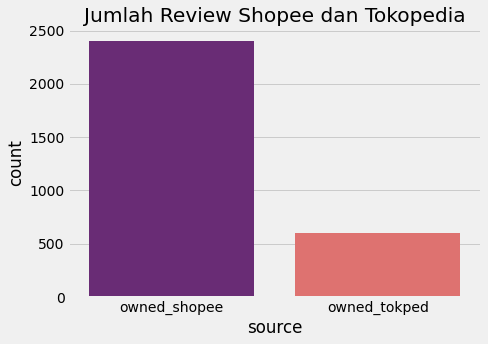 Jumlah Review Shopee dan Tokopedia
2500
2000
1500
1000
500
0
count
owned_shopee
owned_tokped
source